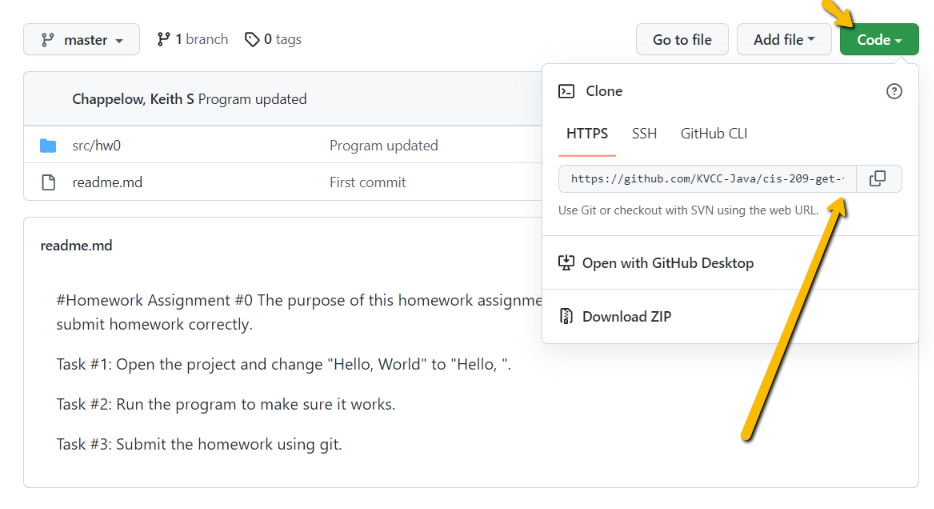 master
1 branch
0 tags
Go to file
Add file
Code
Chappelow, Keith S Program updated
src/hw0 Program updated
readme.md First commit
Clone
HTTPS SSH GitHub CLI
https://github.com/KVCC-Java/cis-209-get-
Use Git or checkout with SVN using the web URL.
Open with GitHub Desktop
Download ZIP
readme.md
#Homework Assignment #0 The purpose of this homework assignme
submit homework correctly.
Task #1: Open the project and change "Hello, World" to "Hello, ".
Task #2: Run the program to make sure it works.
Task #3: Submit the homework using git.